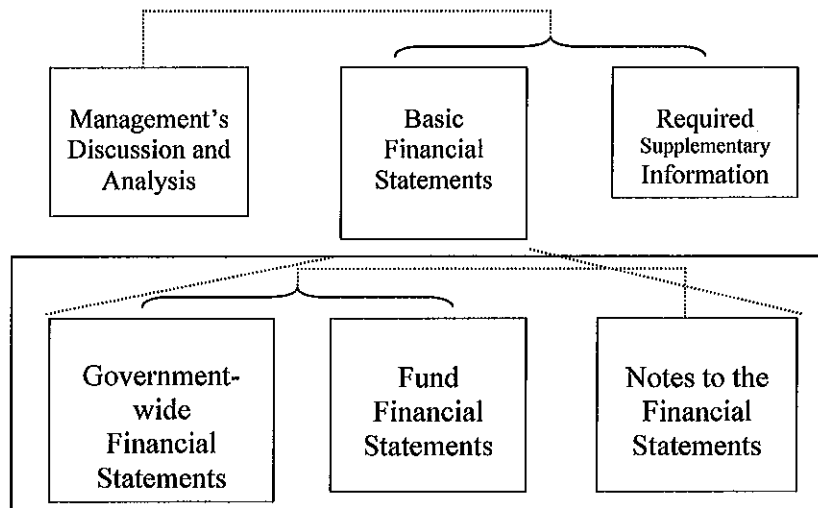 Management's
Discussion and
Analysis
Basic
Financial
Statements
Required
Supplementary
Information
Government-
wide
Financial
Statements
Fund
Financial
Statements
Notes to the
Financial
Statements